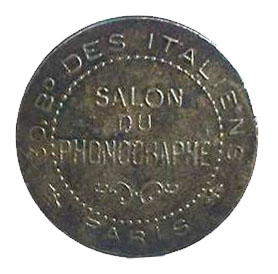 30, Bᴰ DES ITALIENS
SALON
DU
PHONOGRAPHE
PARIS